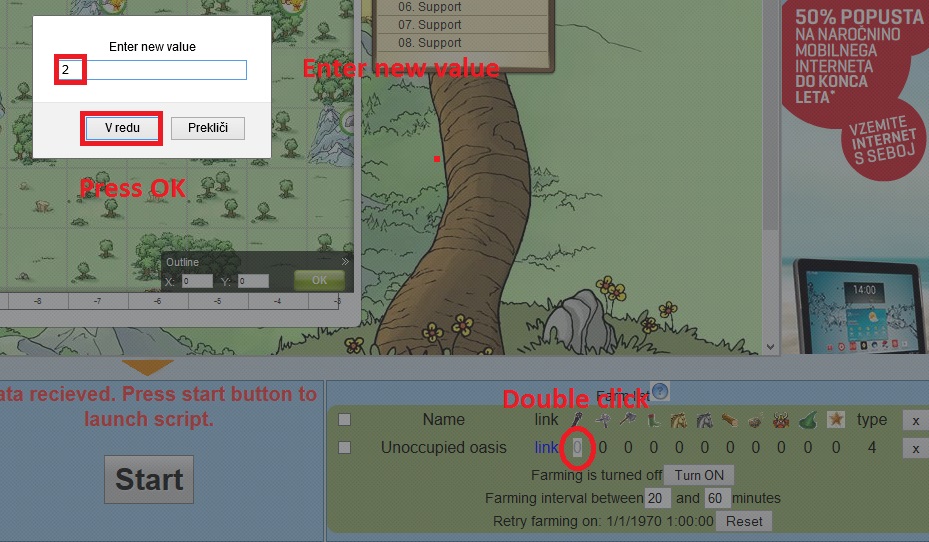 06. Support
07. Support
08. Support
Enter new value
2
V redu
Prekliči
Enter new value
Press OK
50% POPUSTA
NA NAROČNINO
MOBILNEGA
INTERNETA
DO KONCA
LETA*
VZEMITE
INTERNET
S SEBOJ
14:00
Outline
»
X: 0 Y: 0 OK
-8 -7 -6 -5 -4 -3
ata recieved. Press start button to
launch script.
Start
Double click
Farm list ?
Name link type x
Unoccupied oasis link 0 0 0 0 0 0 0 0 0 0 0 4 x
Farming is turned off Turn ON
Farming interval between 20 and 60 minutes
Retry farming on: 1/1/1970 1:00:00 Reset